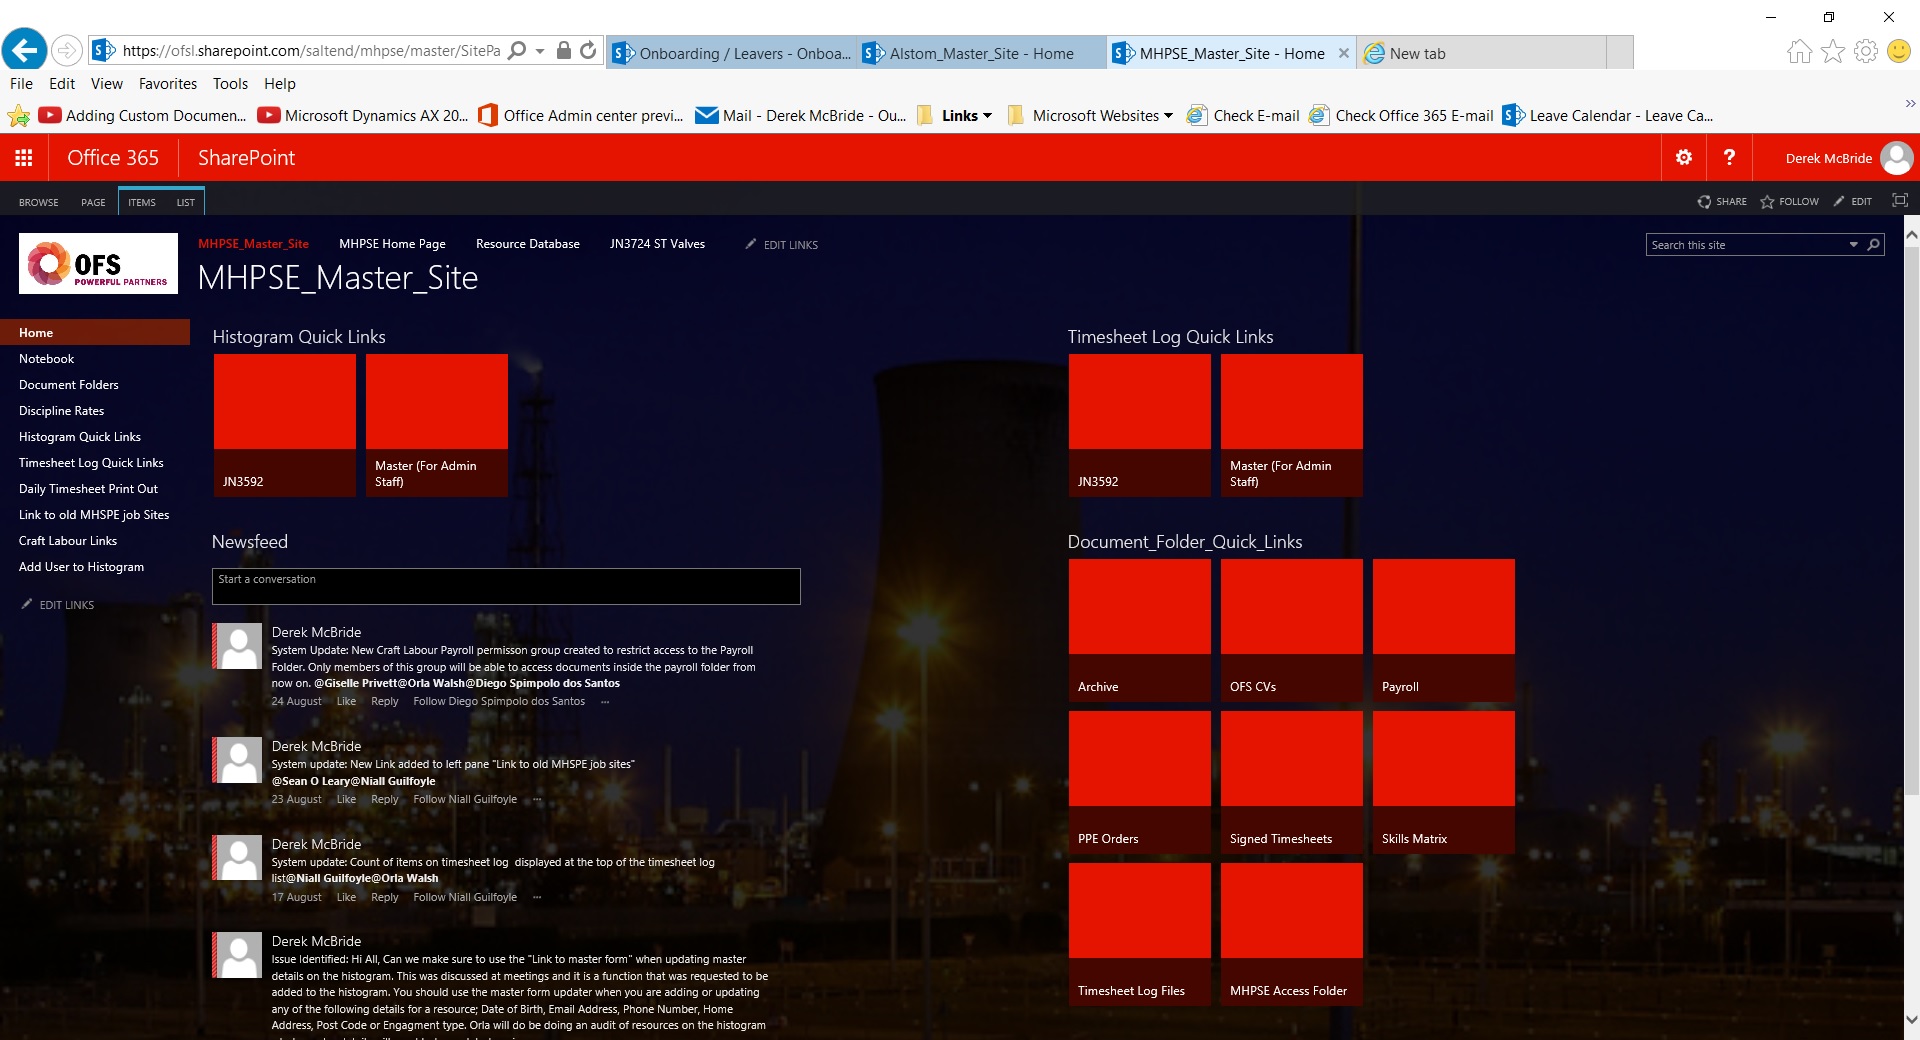 https://ofsl.sharepoint.com/saltend/mhpse/master/SitePa
Onboarding / Leavers - Onboa...
Alstom_Master_Site - Home
MHPSE_Master_Site - Home
New tab
File Edit View Favorites Tools Help
Adding Custom Documen...
Microsoft Dynamics AX 20...
Office Admin center previ...
Mail - Derek McBride - Ou...
Links
Microsoft Websites
Check E-mail
Check Office 365 E-mail
Leave Calendar - Leave Ca...
Office 365
SharePoint
?
Derek McBride
BROWSE PAGE ITEMS LIST
SHARE FOLLOW EDIT
OFS
POWERFUL PARTNERS
MHPSE_Master_Site MHPSE Home Page Resource Database JN3724 ST Valves EDIT LINKS
Search this site
MHPSE_Master_Site
Home
Notebook
Document Folders
Discipline Rates
Histogram Quick Links
Timesheet Log Quick Links
Daily Timesheet Print Out
Link to old MHSPE job Sites
Craft Labour Links
Add User to Histogram
EDIT LINKS
Histogram Quick Links
JN3592
Master (For Admin
Staff)
Timesheet Log Quick Links
JN3592
Master (For Admin
Staff)
Newsfeed
Start a conversation
Derek McBride
System Update: New Craft Labour Payroll permisson group created to restrict access to the Payroll
Folder. Only members of this group will be able to access documents inside the payroll folder from
now on. @Giselle Privett@Orla Walsh@Diego Spimpolo dos Santos
24 August Like Reply Follow Diego Spimpolo dos Santos ...
Derek McBride
System update: New Link added to left pane "Link to old MHSPE job sites"
@Sean O Leary@Niall Guilfoyle
23 August Like Reply Follow Niall Guilfoyle ...
Derek McBride
System update: Count of items on timesheet log displayed at the top of the timesheet log
list@Niall Guilfoyle@Orla Walsh
17 August Like Reply Follow Niall Guilfoyle ...
Derek McBride
Issue Identified: Hi All, Can we make sure to use the "Link to master form" when updating master
details on the histogram. This was discussed at meetings and it is a function that was requested to be
added to the histogram. You should use the master form updater when you are adding or updating
any of the following details for a resource; Date of Birth, Email Address, Phone Number, Home
Address, Post Code or Engagment type. Orla will do be doing an audit of resources on the histogram
Document_Folder_Quick_Links
Archive
OFS CVs
Payroll
PPE Orders
Signed Timesheets
Skills Matrix
Timesheet Log Files
MHPSE Access Folder